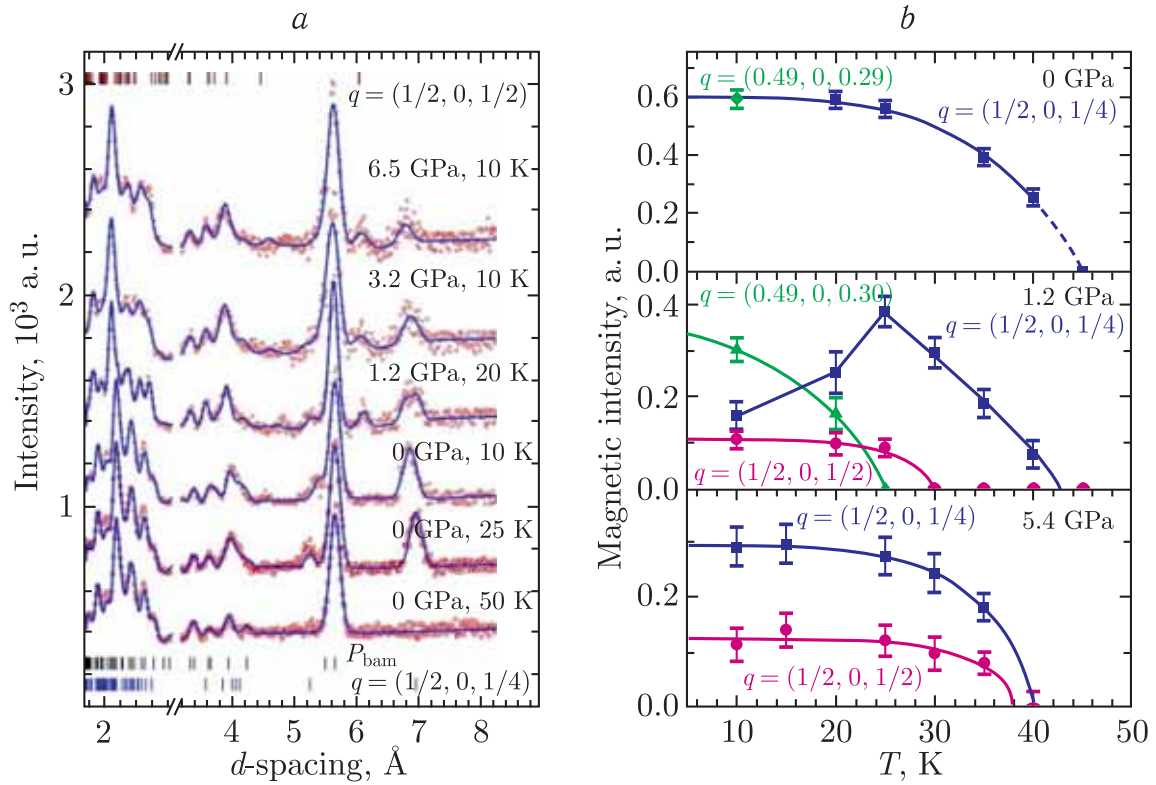 a
3
2
1
Intensity, 10³ a. u.
q = (1/2, 0, 1/2)
6.5 GPa, 10 K
3.2 GPa, 10 K
1.2 GPa, 20 K
0 GPa, 10 K
0 GPa, 25 K
0 GPa, 50 K
P_bam
q = (1/2, 0, 1/4)
2 4 5 6 7 8
d-spacing, Å
b
Magnetic intensity, a. u.
q = (0.49, 0, 0.29) 0 GPa
q = (1/2, 0, 1/4)
0.6
0.4
0.2
0.0
q = (0.49, 0, 0.30) 1.2 GPa
q = (1/2, 0, 1/4)
0.4
0.2
q = (1/2, 0, 1/2)
0.0
q = (1/2, 0, 1/4) 5.4 GPa
0.2
q = (1/2, 0, 1/2)
0.0
10 20 30 40 50
T, K